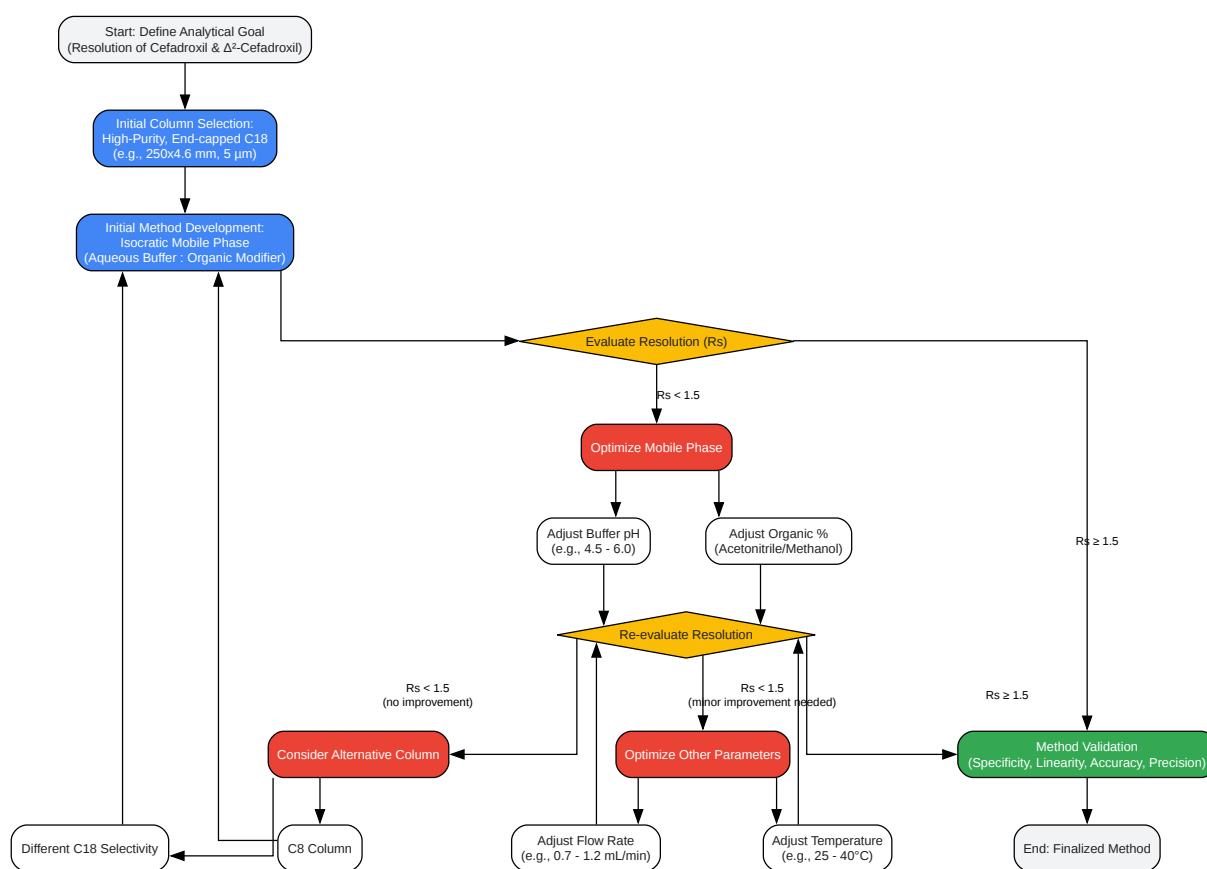 Start: Define Analytical Goal
(Resolution of Cefadroxil & Δ²-Cefadroxil)
Initial Column Selection:
High-Purity, End-capped C18
(e.g., 250x4.6 mm, 5 µm)
Initial Method Development:
Isocratic Mobile Phase
(Aqueous Buffer : Organic Modifier)
Evaluate Resolution (Rs)
Rs < 1.5
Optimize Mobile Phase
Adjust Buffer pH
(e.g., 4.5 - 6.0)
Adjust Organic %
(Acetonitrile/Methanol)
Rs ≥ 1.5
Re-evaluate Resolution
Rs < 1.5
(no improvement)
Rs < 1.5
(minor improvement needed)
Rs ≥ 1.5
Consider Alternative Column
Optimize Other Parameters
Method Validation
(Specificity, Linearity, Accuracy, Precision)
Different C18 Selectivity
C8 Column
Adjust Flow Rate
(e.g., 0.7 - 1.2 mL/min)
Adjust Temperature
(e.g., 25 - 40°C)
End: Finalized Method